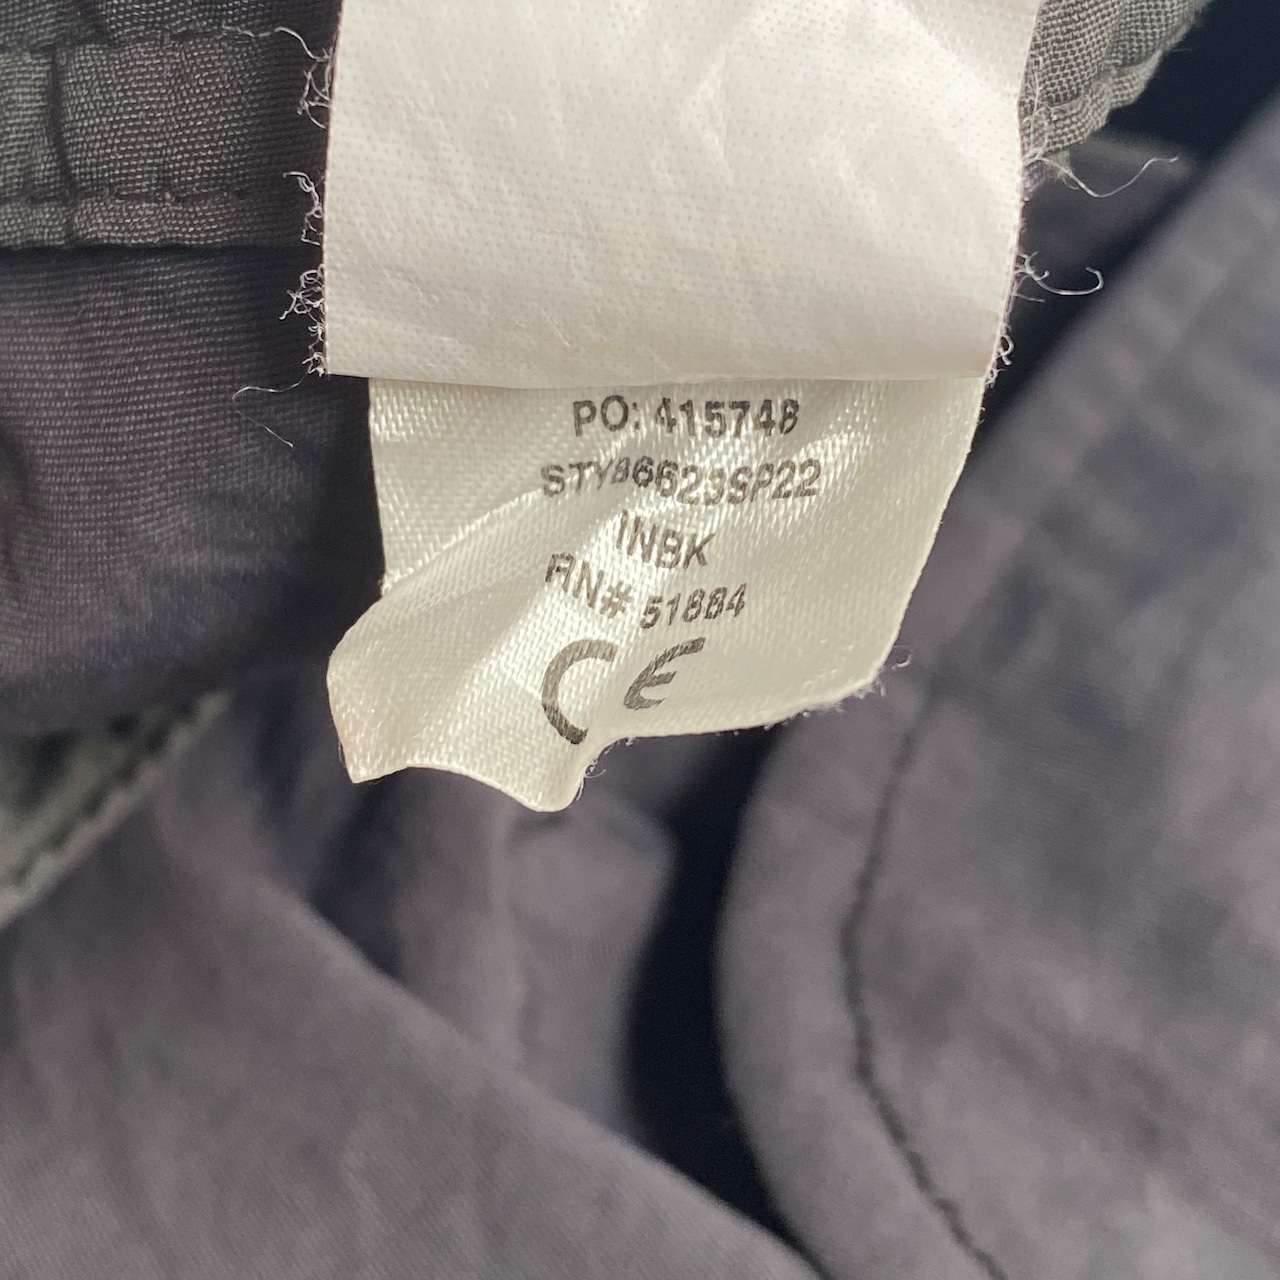 PO: 415748
STY86623SP22
INBK
RN# 51884
CE